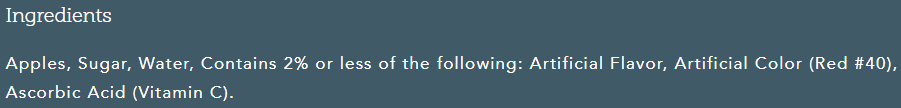 Ingredients
Apples, Sugar, Water, Contains 2% or less of the following: Artificial Flavor, Artificial Color (Red #40),
Ascorbic Acid (Vitamin C).